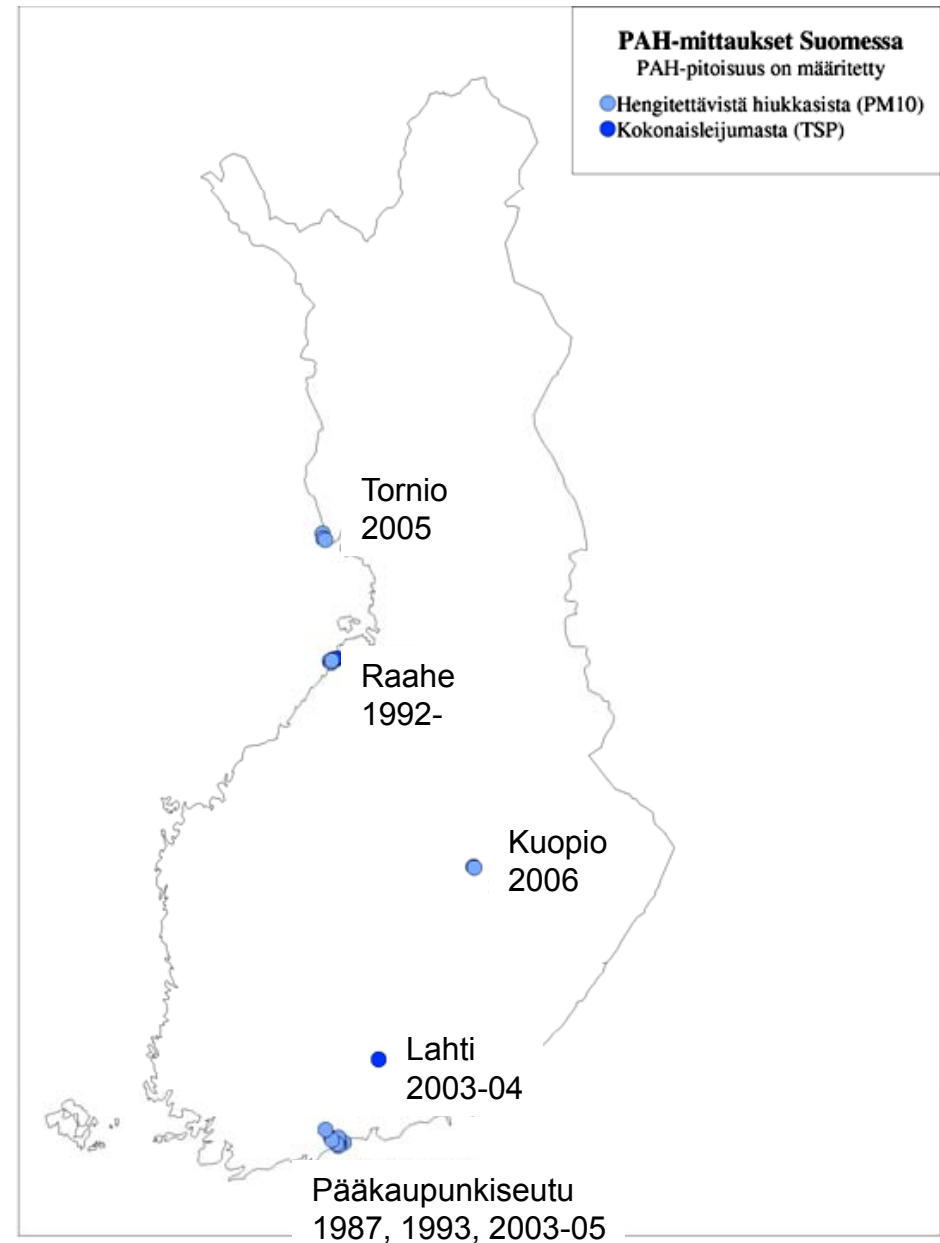 PAH-mittaukset Suomessa
PAH-pitoisuus on määritetty
Hengitettävistä hiukkasista (PM10)
Kokonaisleijumasta (TSP)
Tornio
2005
Raahe
1992-
Kuopio
2006
Lahti
2003-04
Pääkaupunkiseutu
1987, 1993, 2003-05